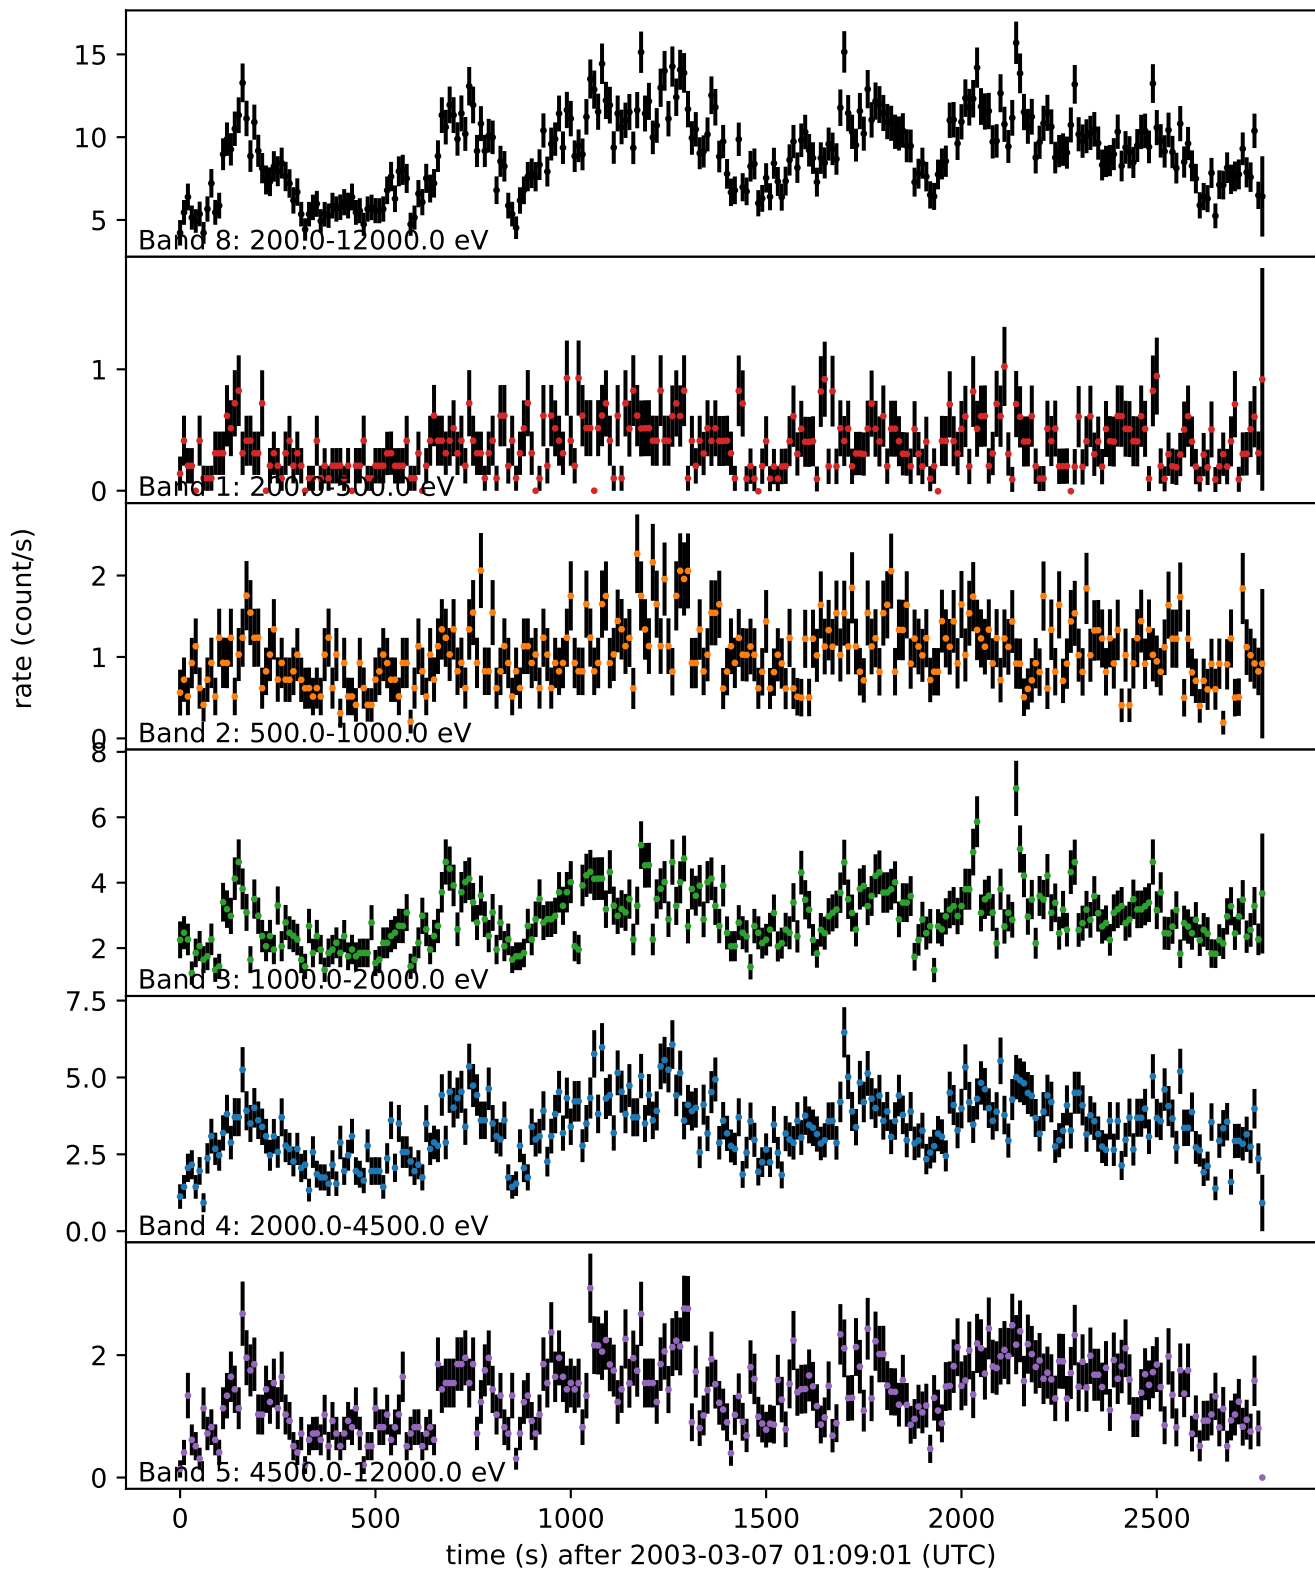 15
10
5
Band 8: 200.0-12000.0 eV
1
0
Band 1: 200.0-500.0 eV
2
1
0
Band 2: 500.0-1000.0 eV
8
6
4
2
Band 3: 1000.0-2000.0 eV
7.5
5.0
2.5
0.0
Band 4: 2000.0-4500.0 eV
2
0
Band 5: 4500.0-12000.0 eV
rate (count/s)
0 500 1000 1500 2000 2500
time (s) after 2003-03-07 01:09:01 (UTC)